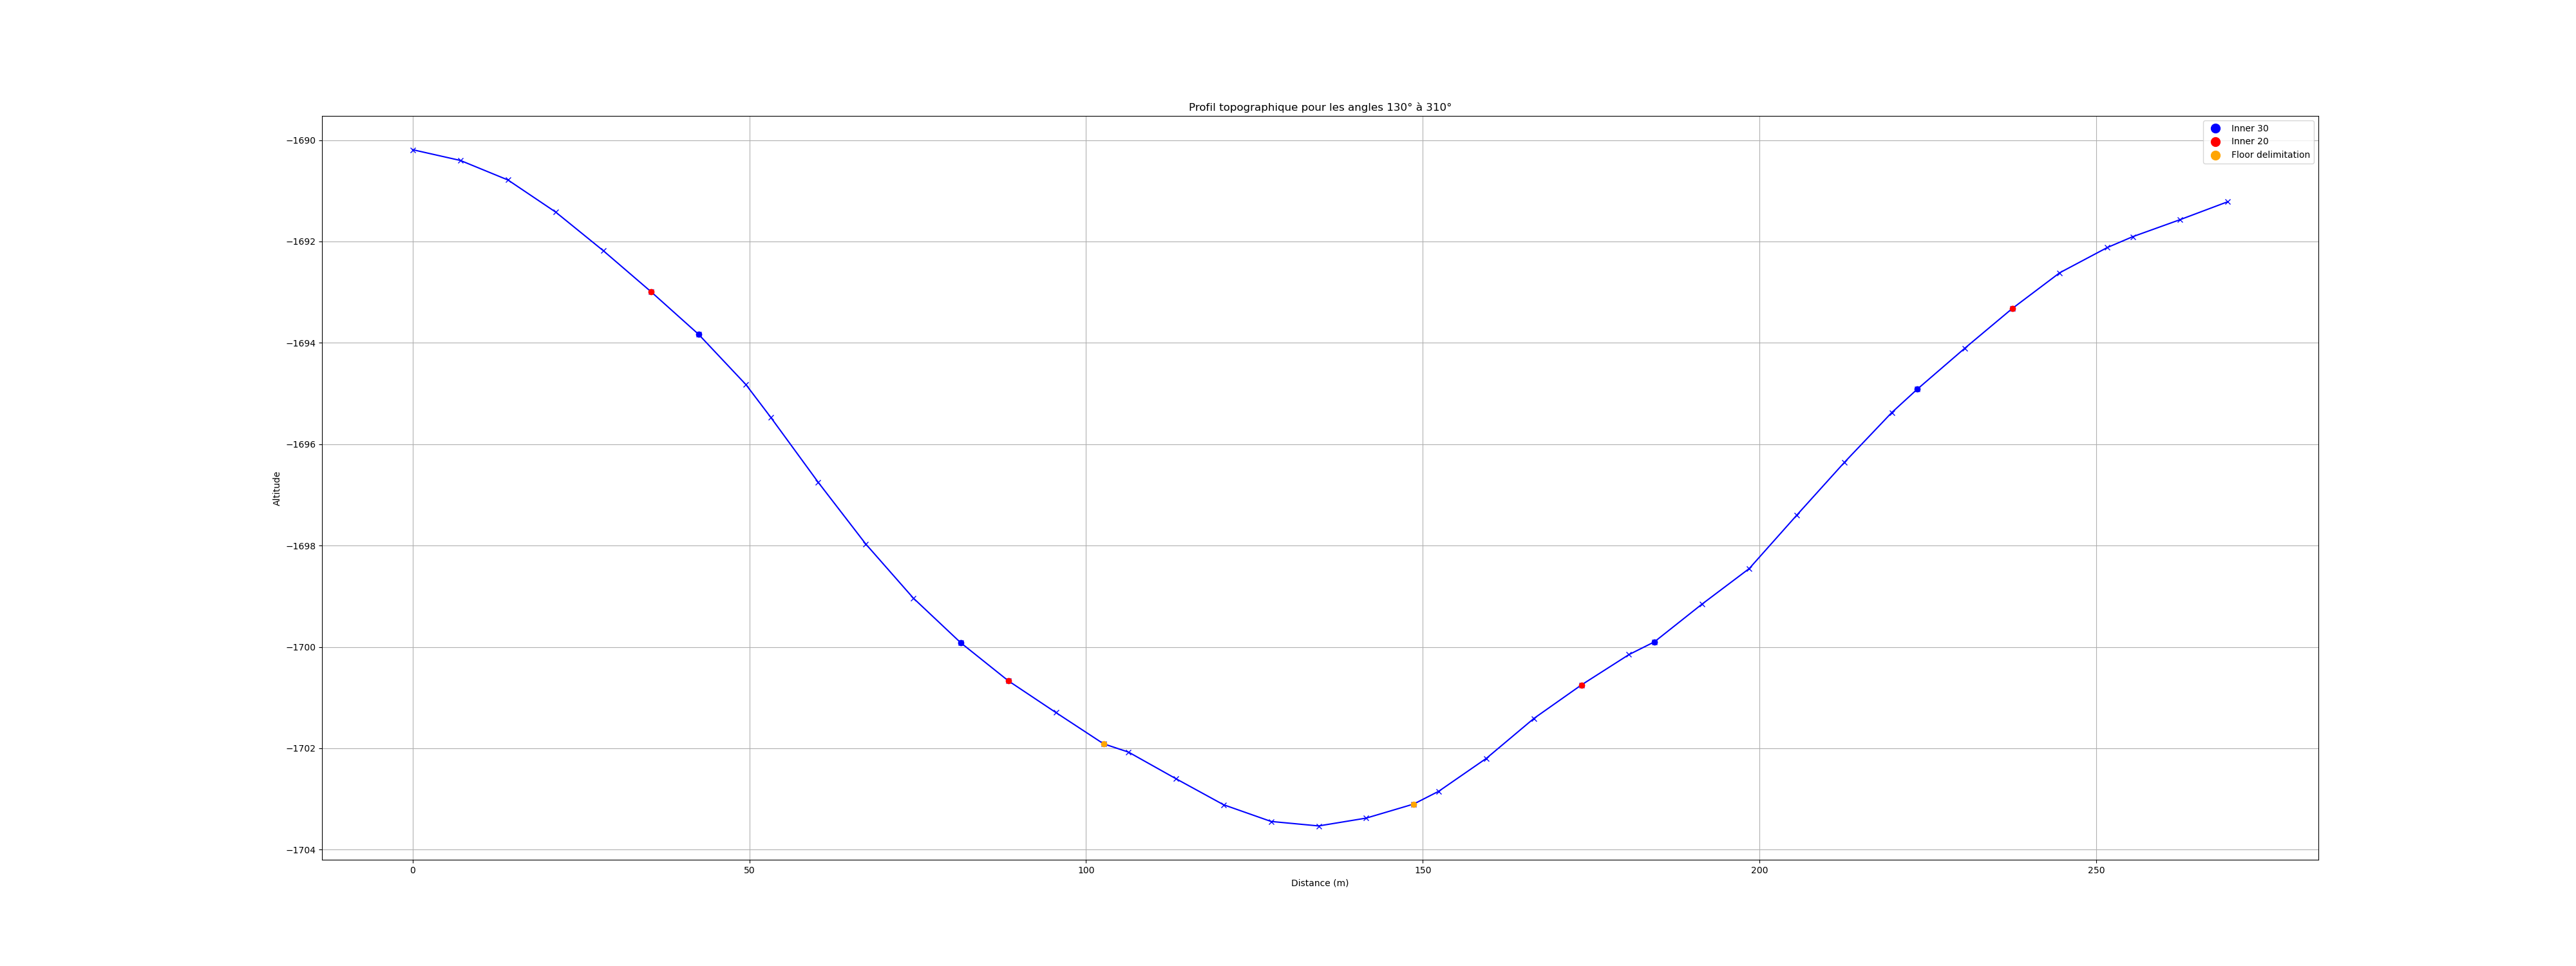 Profil topographique pour les angles 130° à 310°
Inner 30
Inner 20
Floor delimitation
Altitude
−1690
−1692
−1694
−1696
−1698
−1700
−1702
−1704
0 50 100 150 200 250
Distance (m)